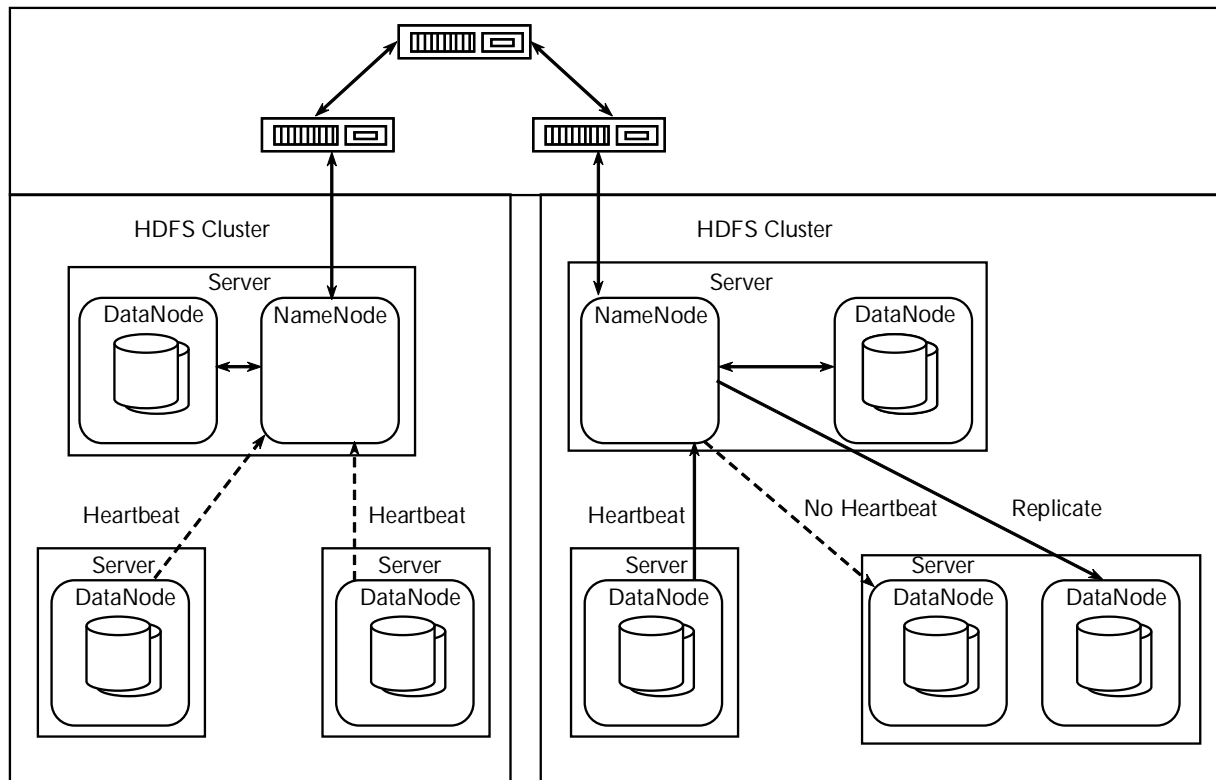 HDFS Cluster
Server
DataNode
NameNode
Heartbeat
Heartbeat
Server
DataNode
Server
DataNode
HDFS Cluster
Server
NameNode
DataNode
Heartbeat
No Heartbeat
Replicate
Server
DataNode
Server
DataNode
DataNode